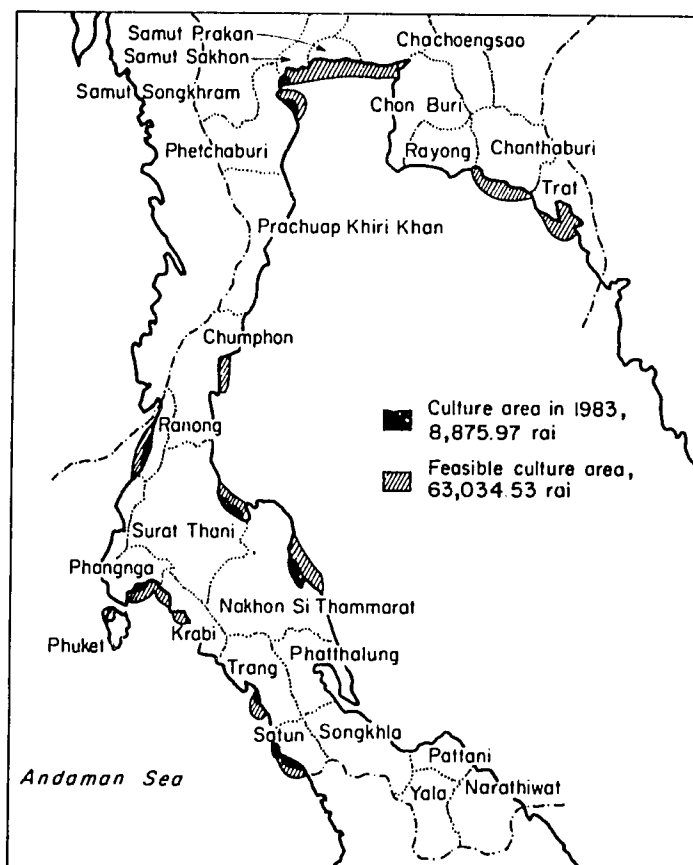 Samut Prakan
Samut Sakhon
Samut Songkhram
Chachoengsao
Chon Buri
Phetchaburi
Rayong
Chanthaburi
Trat
Prachuap Khiri Khan
Chumphon
Culture area in 1983,
8,875.97 rai
Ranong
Feasible culture area,
63,034.53 rai
Surat Thani
Phangnga
Nakhon Si Thammarat
Phuket
Krabi
Phatthalung
Trang
Satun
Songkhla
Pattani
Andaman Sea
Yala
Narathiwat